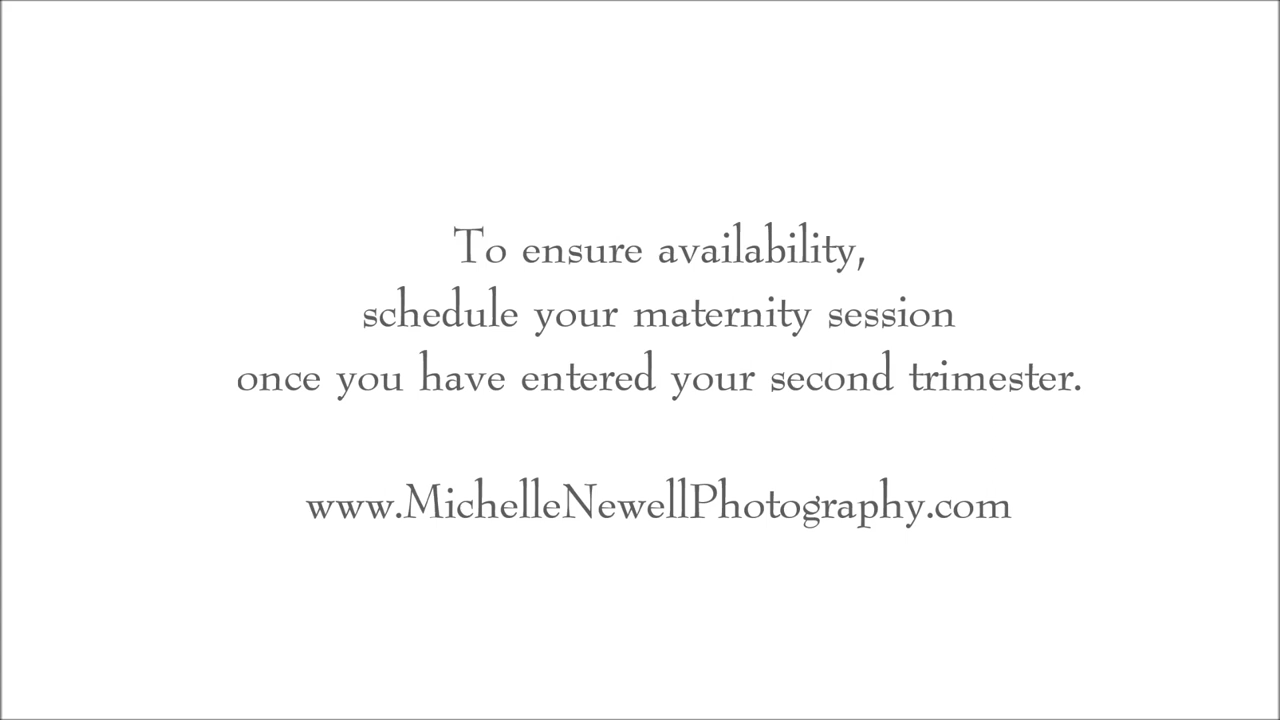 To ensure availability,
schedule your maternity session
once you have entered your second trimester.
www.MichelleNewellPhotography.com